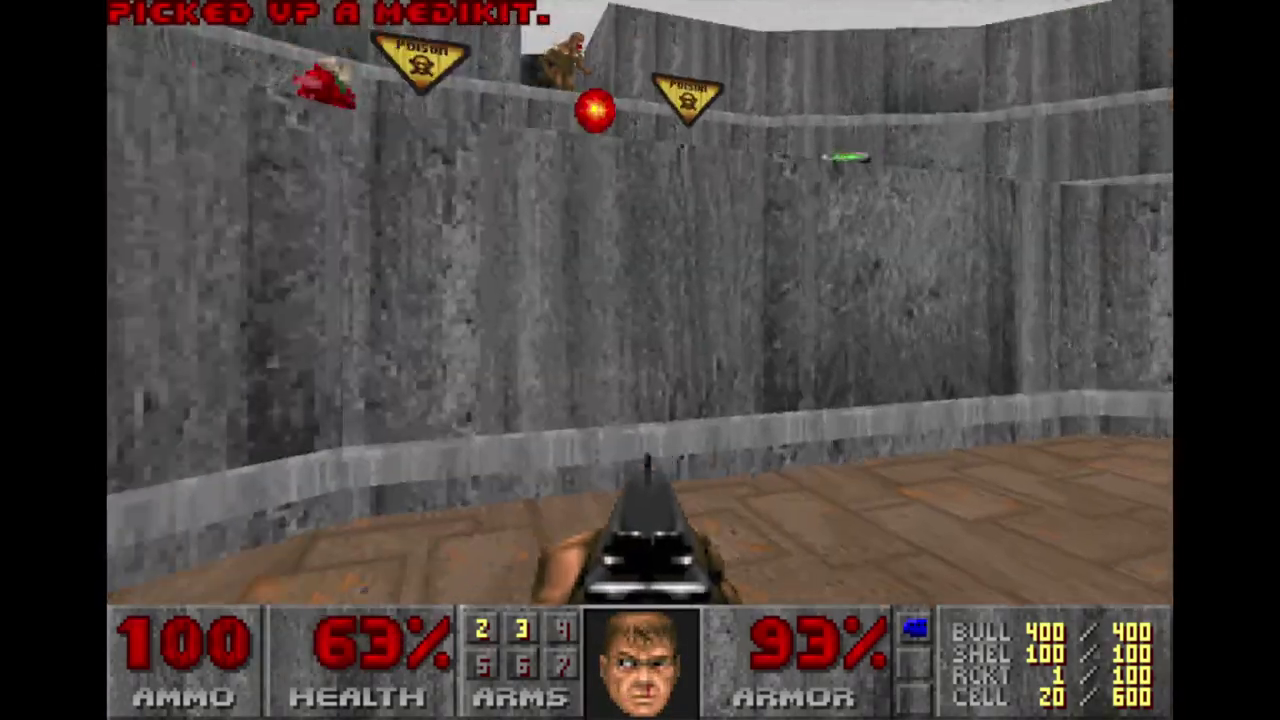 PICKED UP A MEDIKIT.
POISON
POISON
100 63% 2 3 4 93% BULL 400 / 400
SHEL 100 / 100
5 6 7 RCKT 1 / 100
AMMO HEALTH ARMS ARMOR CELL 20 / 600